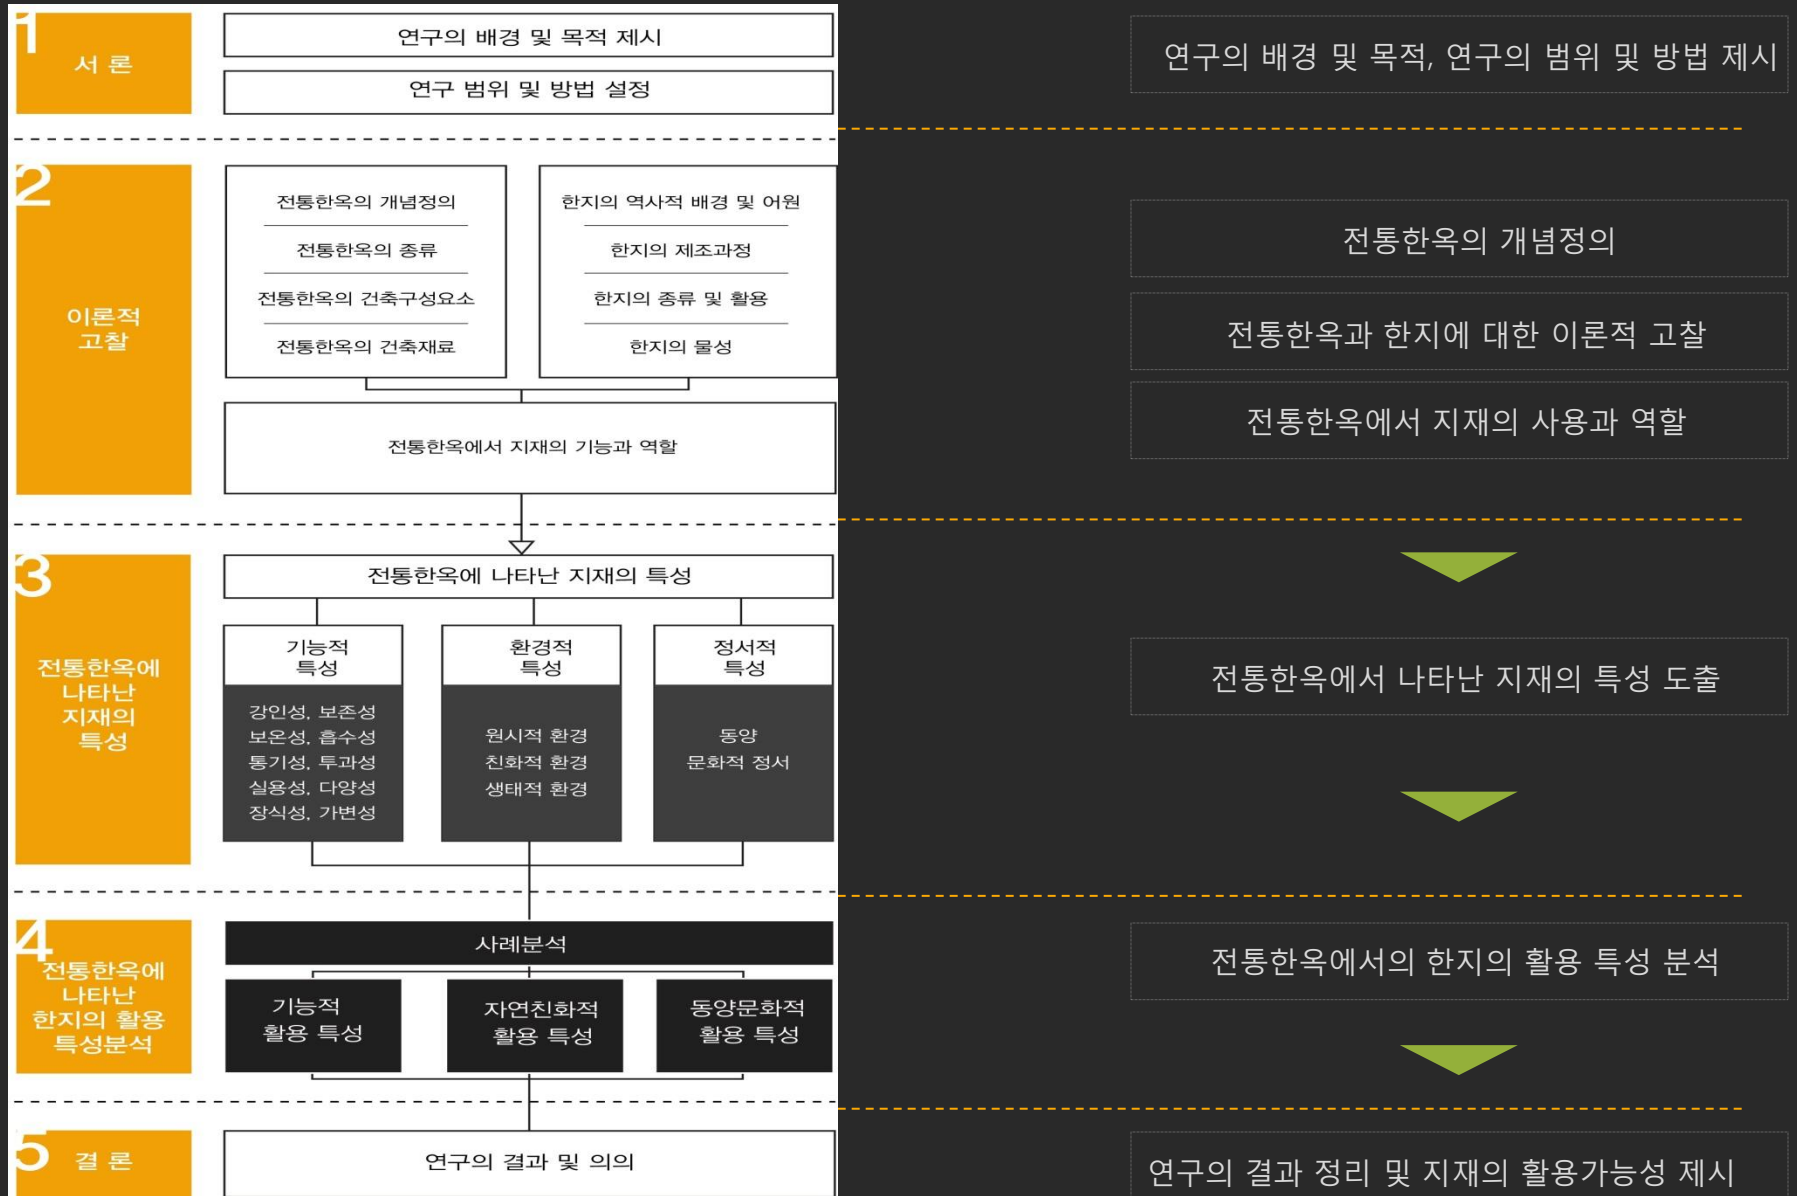 1
서 론
연구의 배경 및 목적 제시
연구 범위 및 방법 설정
연구의 배경 및 목적, 연구의 범위 및 방법 제시
2
이론적
고찰
전통한옥의 개념정의
전통한옥의 종류
전통한옥의 건축구성요소
전통한옥의 건축재료
한지의 역사적 배경 및 어원
한지의 제조과정
한지의 종류 및 활용
한지의 물성
전통한옥에서 지재의 기능과 역할
전통한옥의 개념정의
전통한옥과 한지에 대한 이론적 고찰
전통한옥에서 지재의 사용과 역할
3
전통한옥에
나타난
지재의
특성
전통한옥에 나타난 지재의 특성
기능적
특성
강인성, 보존성
보온성, 흡수성
통기성, 투과성
실용성, 다양성
장식성, 가변성
환경적
특성
원시적 환경
친화적 환경
생태적 환경
정서적
특성
동양
문화적 정서
전통한옥에서 나타난 지재의 특성 도출
4
전통한옥에
나타난
한지의 활용
특성분석
사례분석
기능적
활용 특성
자연친화적
활용 특성
동양문화적
활용 특성
전통한옥에서의 한지의 활용 특성 분석
5
결 론
연구의 결과 및 의의
연구의 결과 정리 및 지재의 활용가능성 제시